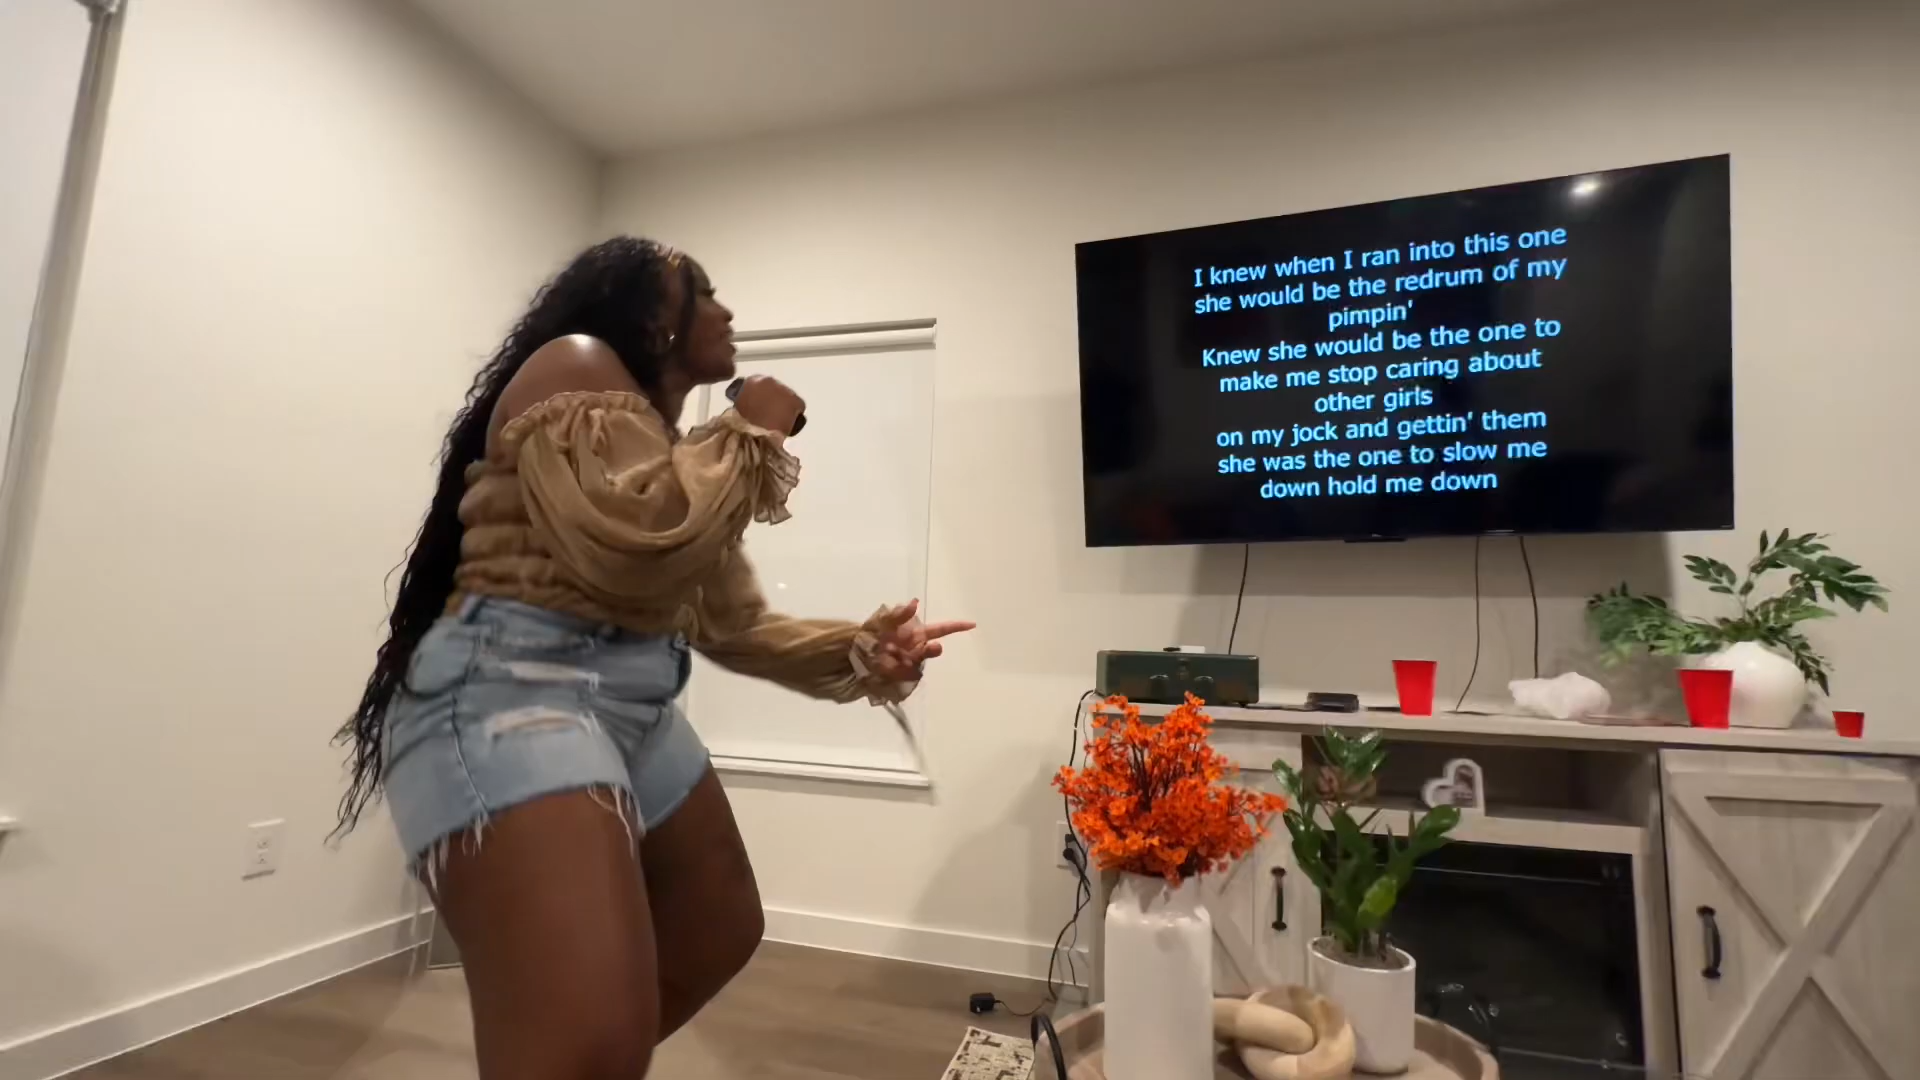 I knew when I ran into this one
she would be the redrum of my
pimpin'
Knew she would be the one to
make me stop caring about
other girls
on my jock and gettin' them
she was the one to slow me
down hold me down